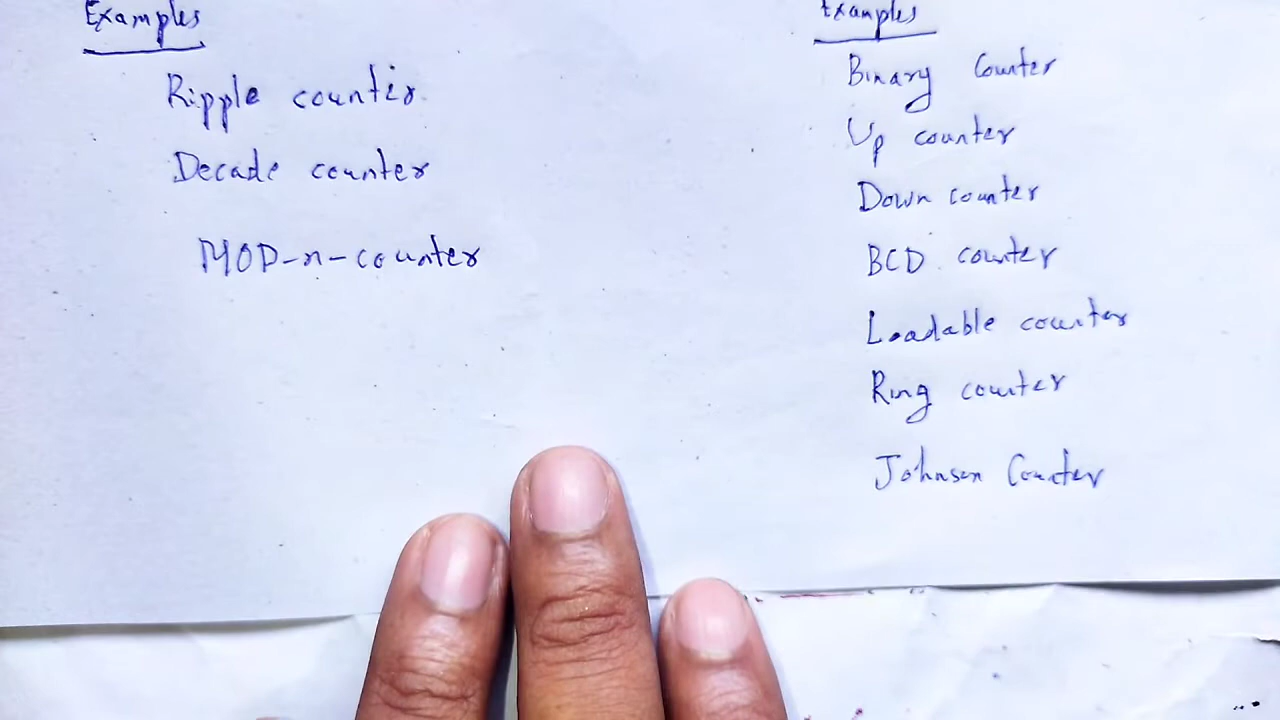 Examples
Ripple counter
Decade counter
MOD-n-counter
Examples
Binary Counter
Up counter
Down counter
BCD counter
Loadable counter
Ring counter
Johnson Counter